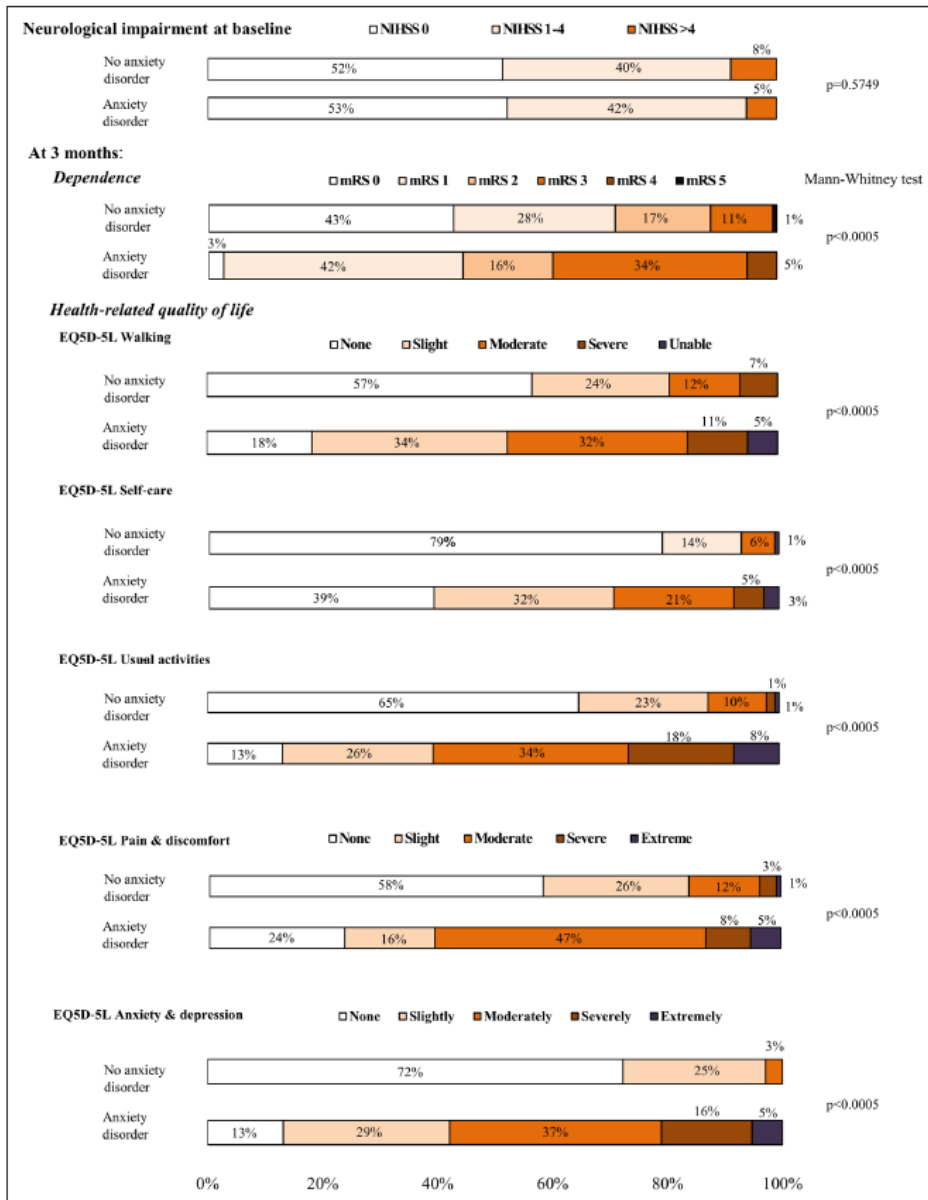 Neurological impairment at baseline NIHSS 0 NIHSS 1-4 NIHSS >4
8%
No anxiety disorder 52% 40%
p=0.5749
5%
Anxiety disorder 53% 42%
At 3 months:
Dependence mRS 0 mRS 1 mRS 2 mRS 3 mRS 4 mRS 5 Mann-Whitney test
No anxiety disorder 43% 28% 17% 11% 1%
p<0.0005
3%
Anxiety disorder 42% 16% 34% 5%
Health-related quality of life
EQ5D-5L Walking None Slight Moderate Severe Unable
7%
No anxiety disorder 57% 24% 12%
p<0.0005
11% 5%
Anxiety disorder 18% 34% 32%
EQ5D-5L Self-care
No anxiety disorder 79% 14% 6% 1%
p<0.0005
5%
Anxiety disorder 39% 32% 21% 3%
EQ5D-5L Usual activities
1%
No anxiety disorder 65% 23% 10% 1%
p<0.0005
18% 8%
Anxiety disorder 13% 26% 34%
EQ5D-5L Pain & discomfort None Slight Moderate Severe Extreme
3%
No anxiety disorder 58% 26% 12% 1%
p<0.0005
8% 5%
Anxiety disorder 24% 16% 47%
EQ5D-5L Anxiety & depression None Slightly Moderately Severely Extremely
3%
No anxiety disorder 72% 25%
p<0.0005
16% 5%
Anxiety disorder 13% 29% 37%
0% 20% 40% 60% 80% 100%